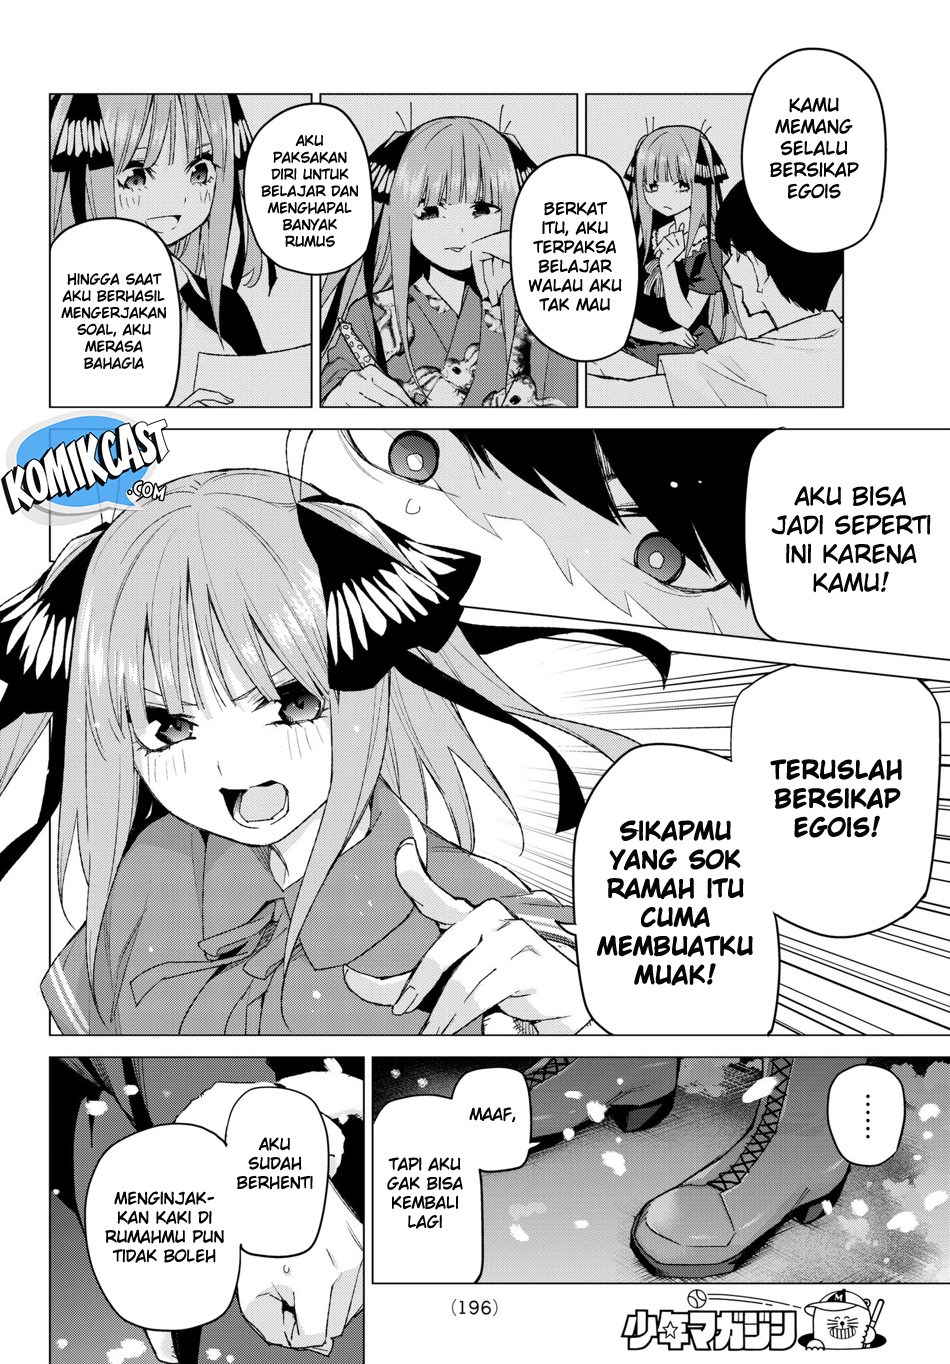 KAMU
MEMANG
SELALU
BERSIKAP
EGOIS
BERKAT
ITU, AKU
TERPAKSA
BELAJAR
WALAU AKU
TAK MAU
AKU
PAKSAKAN
DIRI UNTUK
BELAJAR DAN
MENGHAPAL
BANYAK
RUMUS
HINGGA SAAT
AKU BERHASIL
MENGERJAKAN
SOAL, AKU
MERASA
BAHAGIA
KOMIKCAST
.COM
AKU BISA
JADI SEPERTI
INI KARENA
KAMU!
TERUSLAH
BERSIKAP
EGOIS!
SIKAPMU
YANG SOK
RAMAH ITU
CUMA
MEMBUATKU
MUAK!
......
MAAF,
TAPI AKU
GAK BISA
KEMBALI
LAGI
AKU
SUDAH
BERHENTI
MENGINJAK-
KAN KAKI DI
RUMAHMU PUN
TIDAK BOLEH
(196)
少年マガジン
M